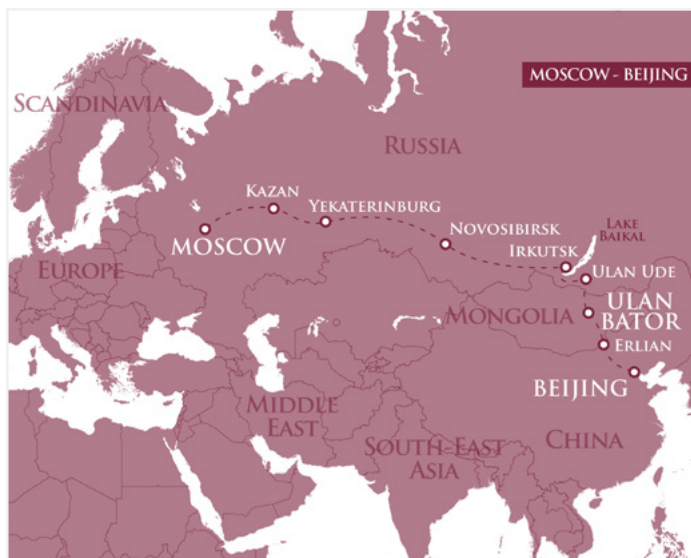 MOSCOW - BEIJING
SCANDINAVIA
RUSSIA
KAZAN
YEKATERINBURG
MOSCOW
NOVOSIBIRSK
IRKUTSK
LAKE
BAIKAL
EUROPE
ULAN UDE
MONGOLIA
ULAN
BATOR
ERLIAN
BEIJING
MIDDLE
EAST
SOUTH-EAST
ASIA
CHINA